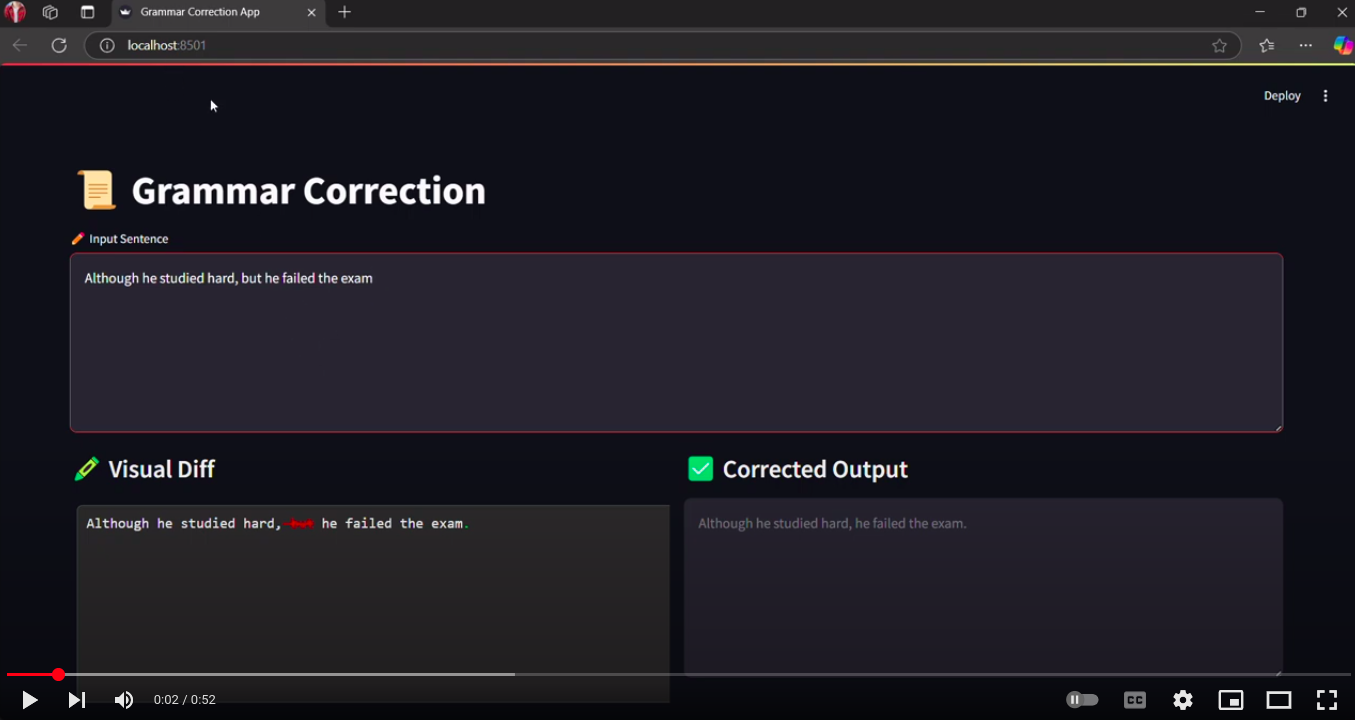 Grammar Correction App
localhost:8501
Deploy
Grammar Correction
Input Sentence
Although he studied hard, but he failed the exam
Visual Diff
Corrected Output
Although he studied hard, but he failed the exam.
Although he studied hard, he failed the exam.
0:02 / 0:52
CC